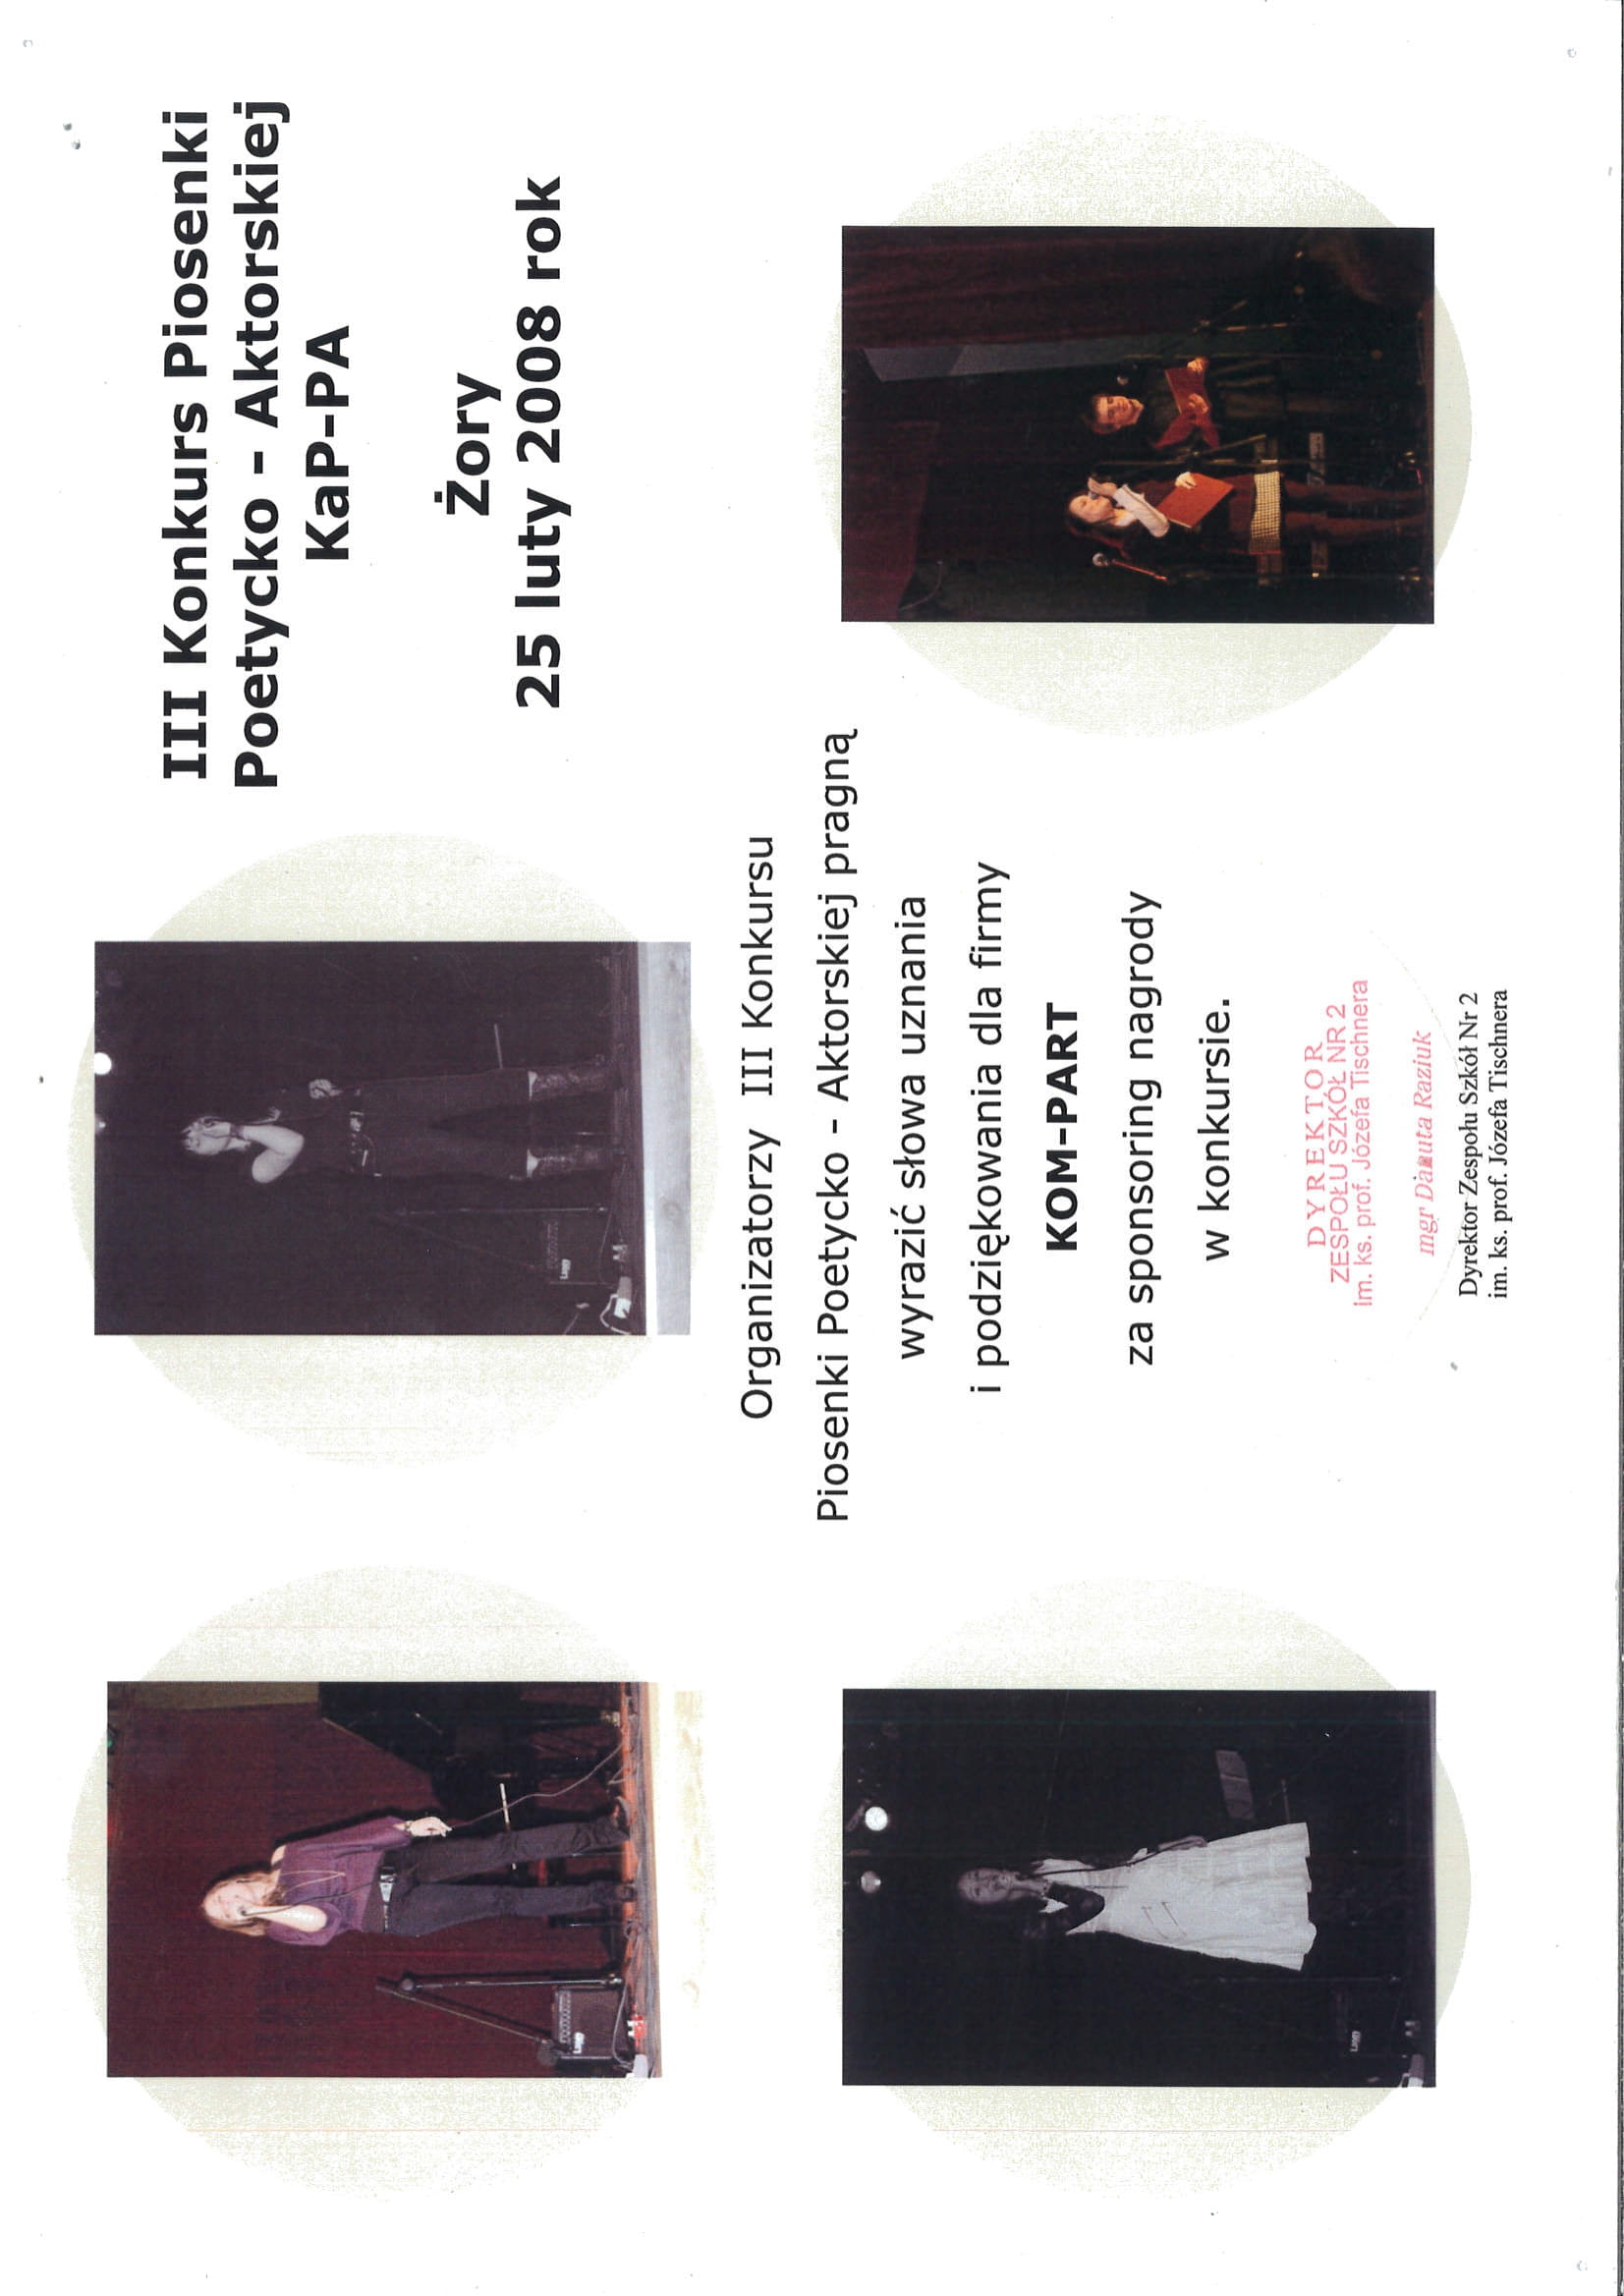 III Konkurs Piosenki
Poetycko - Aktorskiej
KaP-PA
Żory
25 luty 2008 rok
Organizatorzy III Konkursu
Piosenki Poetycko - Aktorskiej pragną
wyrazić słowa uznania
i podziękowania dla firmy
KOM-PART
za sponsoring nagrody
w konkursie.
DYREKTOR
ZESPOŁU SZKÓŁ NR 2
im. ks. prof. Józefa Tischnera
mgr Danuta Raziuk
Dyrektor Zespołu Szkół Nr 2
im. ks. prof. Józefa Tischnera